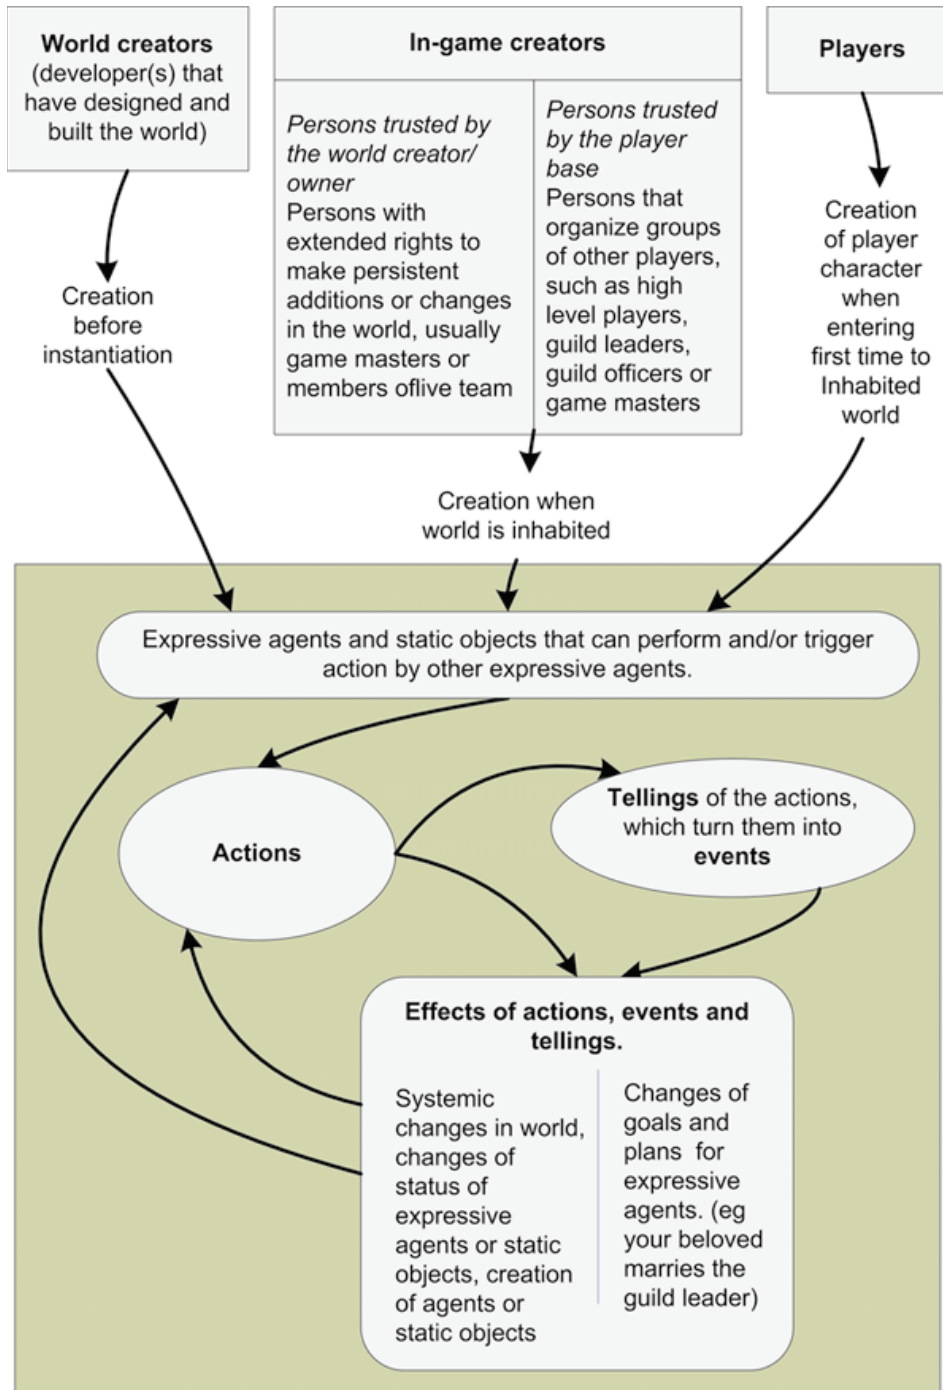 World creators
(developer(s) that
have designed and
built the world)
In-game creators
Persons trusted by
the world creator/
owner
Persons with
extended rights to
make persistent
additions or changes
in the world, usually
game masters or
members oflive team
Persons trusted
by the player
base
Persons that
organize groups
of other players,
such as high
level players,
guild leaders,
guild officers or
game masters
Players
Creation
before
instantiation
Creation when
world is inhabited
Creation
of player
character
when
entering
first time to
Inhabited
world
Expressive agents and static objects that can perform and/or trigger
action by other expressive agents.
Actions
Tellings of the actions,
which turn them into
events
Effects of actions, events and
tellings.
Systemic
changes in world,
changes of
status of
expressive
agents or static
objects, creation
of agents or
static objects
Changes of
goals and
plans for
expressive
agents. (eg
your beloved
marries the
guild leader)